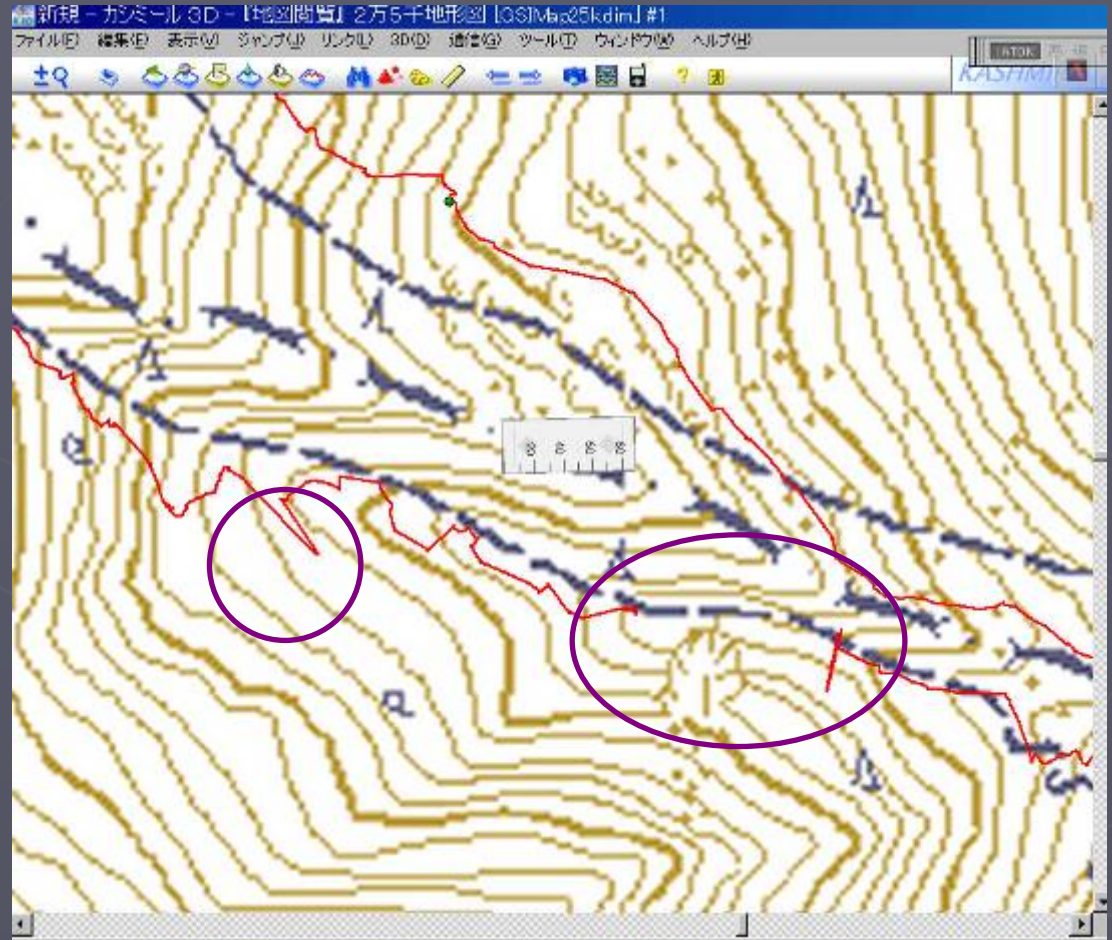 新規 - カシミール 3D - 『地図閲覧』 2万5千地形図 [GSIMap25kdim] #1
ファイル(F) 編集(E) 表示(V) ジャンプ(J) リンク(L) 3D(D) 通信(G) ツール(T) ウィンドウ(W) ヘルプ(H)
KASHMI